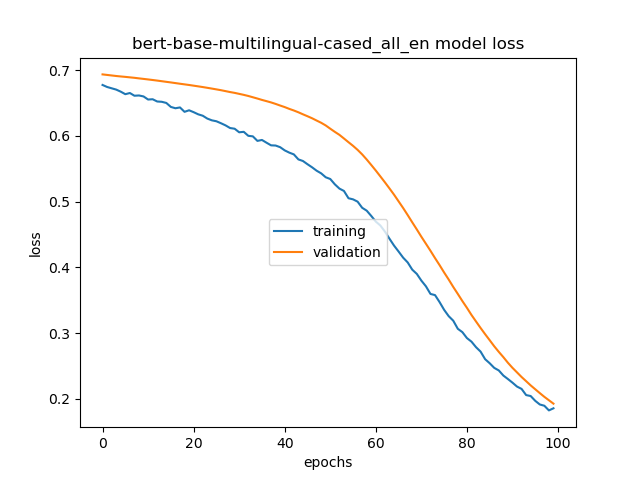 bert-base-multilingual-cased_all_en model loss
0.7
0.6
0.5
0.4
0.3
0.2
loss
training
validation
0 20 40 60 80 100
epochs